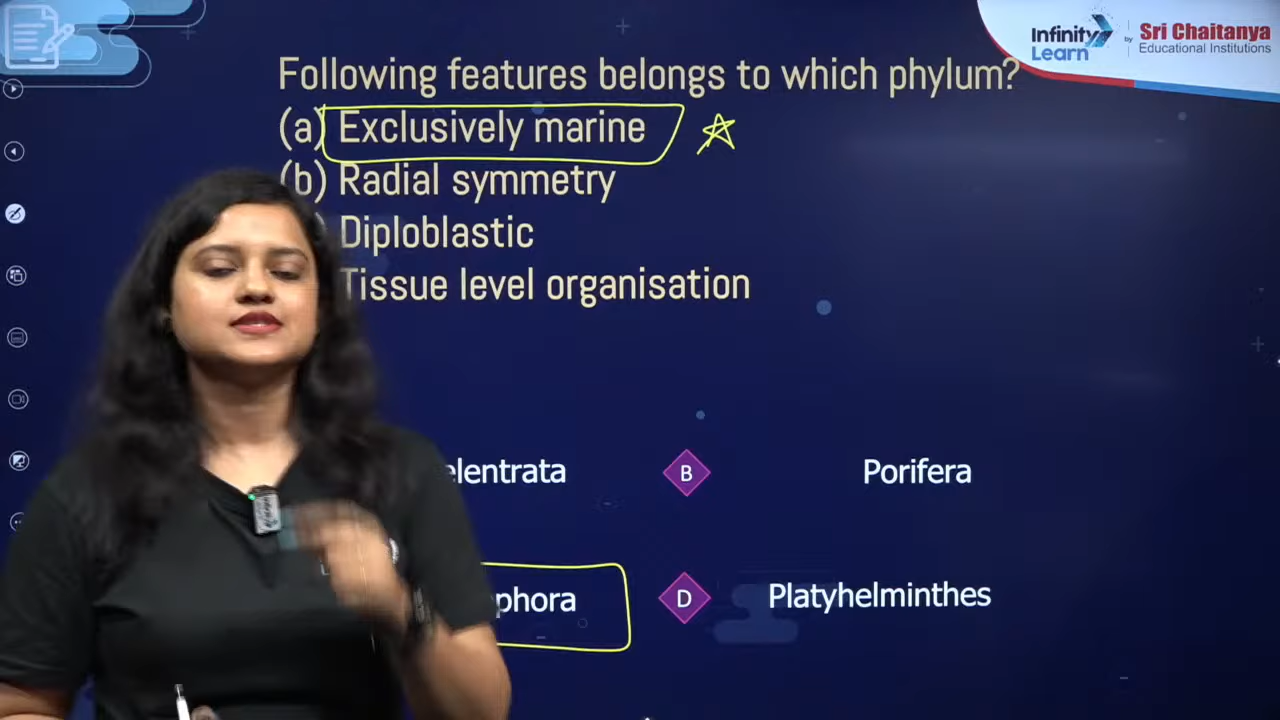 Infinity Learn by Sri Chaitanya Educational Institutions
Following features belongs to which phylum?
(a) Exclusively marine
(b) Radial symmetry
) Diploblastic
Tissue level organisation
elentrata
B Porifera
phora
D Platyhelminthes